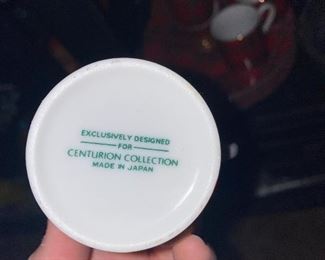 EXCLUSIVELY DESIGNED
FOR
CENTURION COLLECTION
MADE IN JAPAN